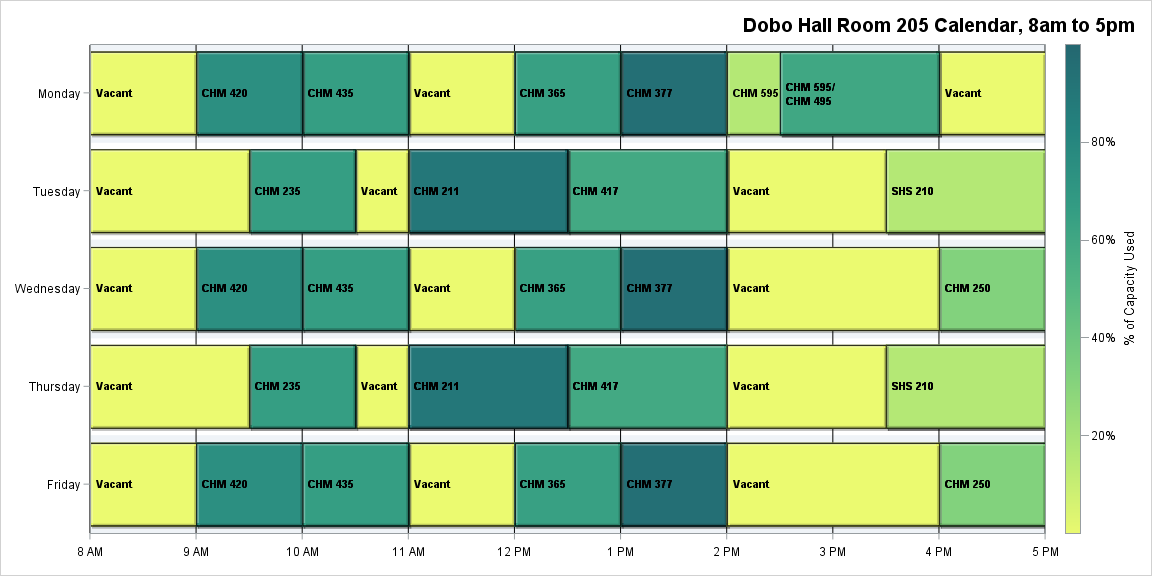 Dobo Hall Room 205 Calendar, 8am to 5pm
Monday
Vacant
CHM 420
CHM 435
Vacant
CHM 365
CHM 377
CHM 595
CHM 595/
CHM 495
Vacant
Tuesday
Vacant
CHM 235
Vacant
CHM 211
CHM 417
Vacant
SHS 210
Wednesday
Vacant
CHM 420
CHM 435
Vacant
CHM 365
CHM 377
Vacant
CHM 250
Thursday
Vacant
CHM 235
Vacant
CHM 211
CHM 417
Vacant
SHS 210
Friday
Vacant
CHM 420
CHM 435
Vacant
CHM 365
CHM 377
Vacant
CHM 250
8 AM
9 AM
10 AM
11 AM
12 PM
1 PM
2 PM
3 PM
4 PM
5 PM
80%
60%
40%
20%
% of Capacity Used